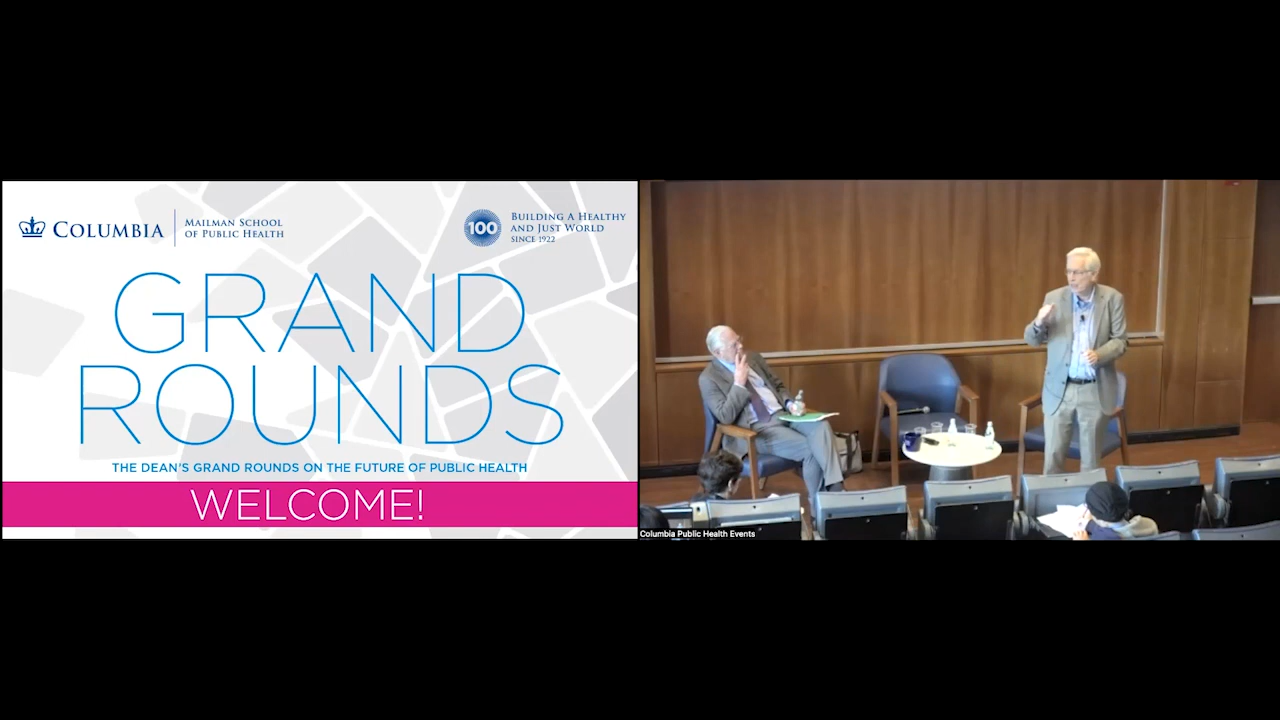 COLUMBIA
MAILMAN SCHOOL
OF PUBLIC HEALTH
100
BUILDING A HEALTHY
AND JUST WORLD
SINCE 1922
GRAND
ROUNDS
THE DEAN'S GRAND ROUNDS ON THE FUTURE OF PUBLIC HEALTH
WELCOME!
Columbia Public Health Events